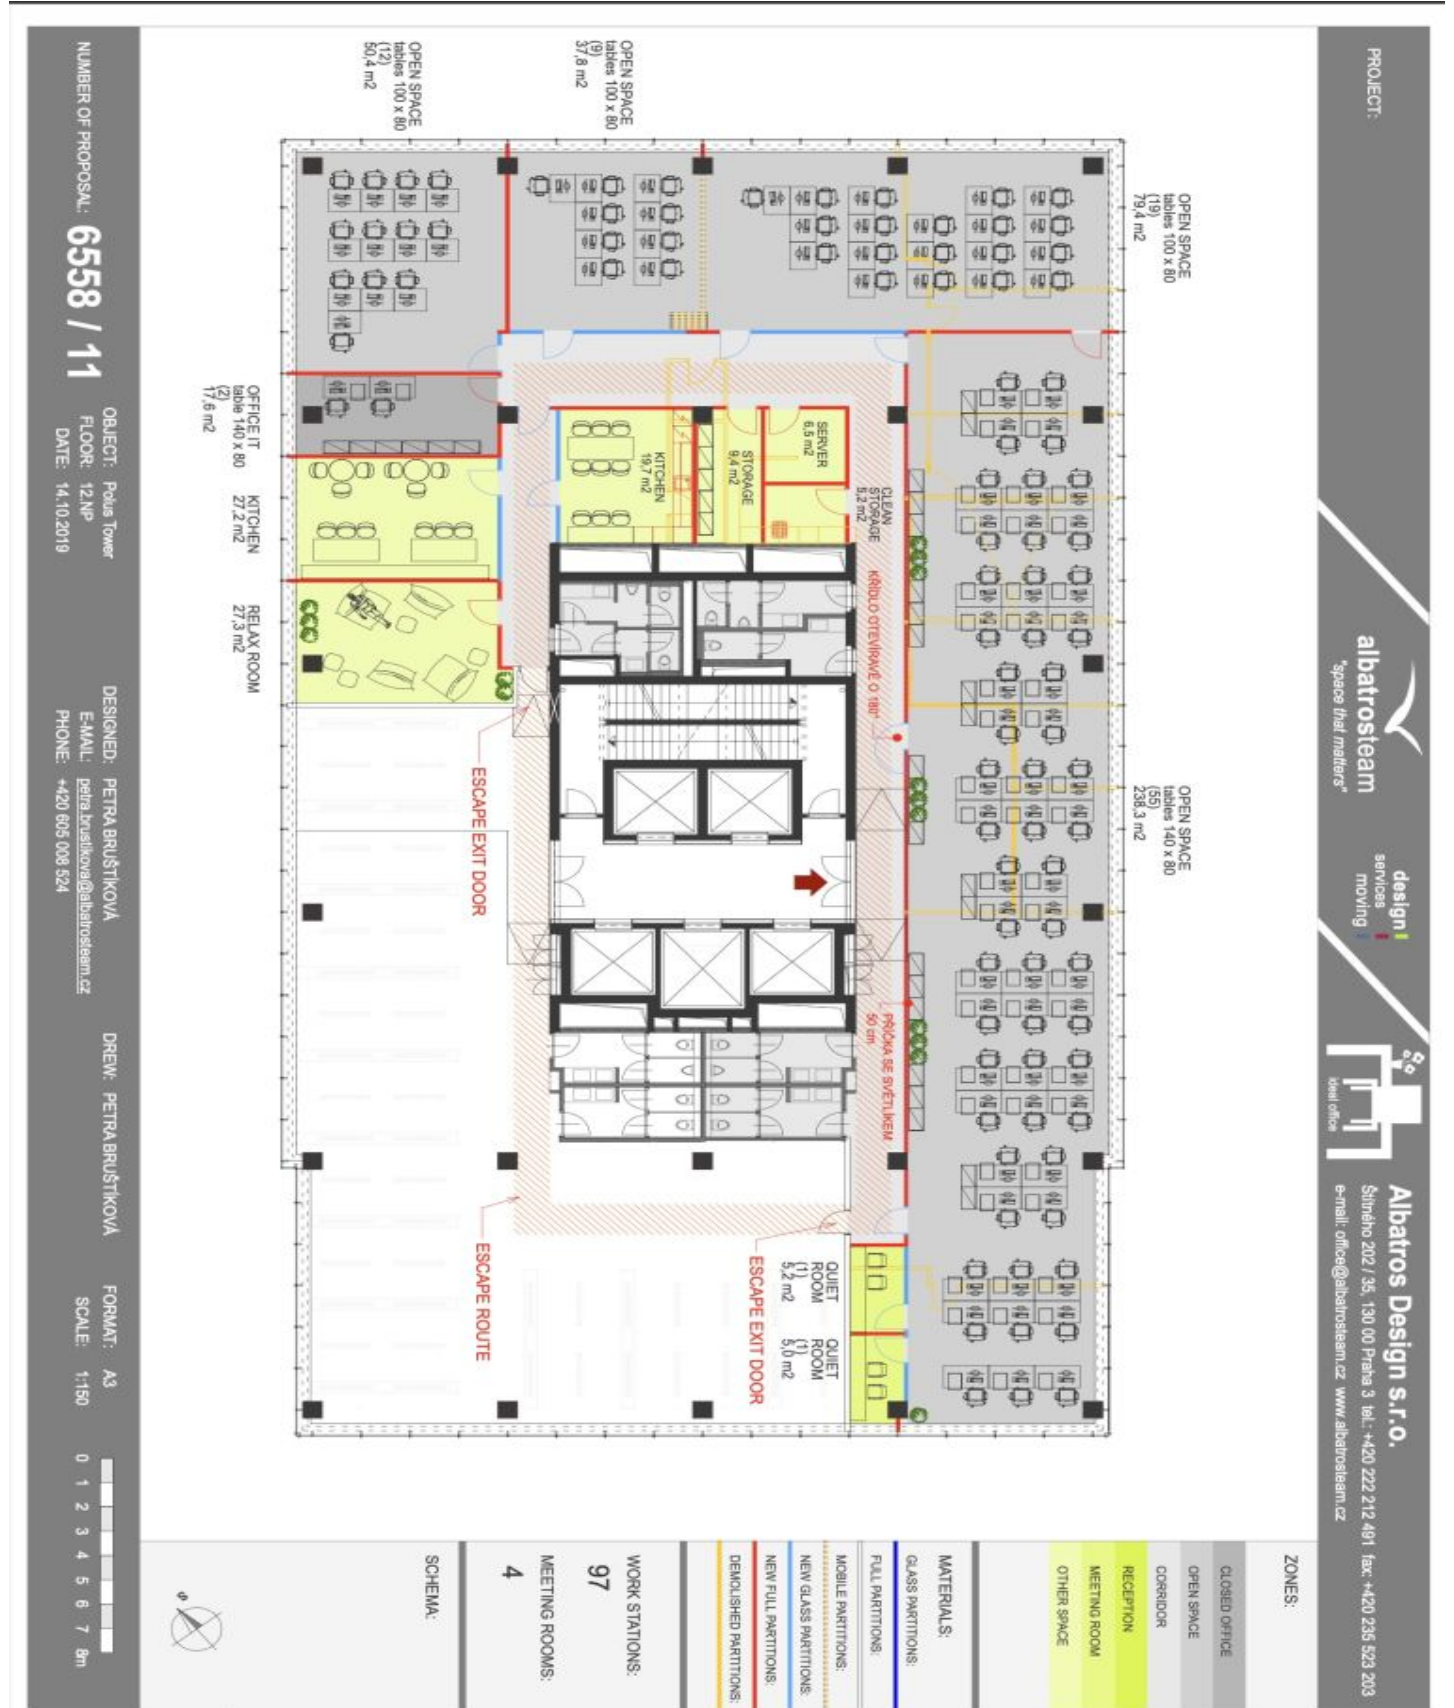 PROJECT:
albatrosteam
"space that matters"
design
services
moving
ideal office
Albatros Design s.r.o.
Štítného 202 / 35, 130 00 Praha 3 tel.: +420 222 212 491 fax: +420 235 523 203
e-mail: office@albatrosteam.cz www.albatrosteam.cz
OPEN SPACE
tables 100 x 80
(12)
50,4 m2
OPEN SPACE
tables 100 x 80
(9)
37,8 m2
OPEN SPACE
tables 100 x 80
(19)
79,4 m2
OPEN SPACE
tables 140 x 80
(55)
238,3 m2
OFFICE IT
table 140 x 80
(2)
17,6 m2
KITCHEN
27,2 m2
RELAX ROOM
27,3 m2
KITCHEN
19,7 m2
STORAGE
9,4 m2
SERVER
6,5 m2
CLEAN
STORAGE
5,2 m2
KŘÍDLO OTEVÍRAVÉ O 180°
PŘÍČKA SE SVĚTLÍKEM
50 cm
ESCAPE EXIT DOOR
ESCAPE ROUTE
ESCAPE EXIT DOOR
QUIET
ROOM
(1)
5,2 m2
QUIET
ROOM
(1)
5,0 m2
ZONES:
CLOSED OFFICE
OPEN SPACE
CORRIDOR
RECEPTION
MEETING ROOM
OTHER SPACE
MATERIALS:
GLASS PARTITIONS:
FULL PARTITIONS:
MOBILE PARTITIONS:
NEW GLASS PARTITIONS:
NEW FULL PARTITIONS:
DEMOLISHED PARTITIONS:
WORK STATIONS:
97
MEETING ROOMS:
4
SCHEMA:
S
NUMBER OF PROPOSAL: 6558 / 11
OBJECT: Polus Tower
FLOOR: 12.NP
DATE: 14.10.2019
DESIGNED: PETRA BRUŠTÍKOVÁ
E-MAIL: petra.brustikova@albatrosteam.cz
PHONE: +420 605 008 524
DREW: PETRA BRUŠTÍKOVÁ
FORMAT: A3
SCALE: 1:150
0 1 2 3 4 5 6 7 8m